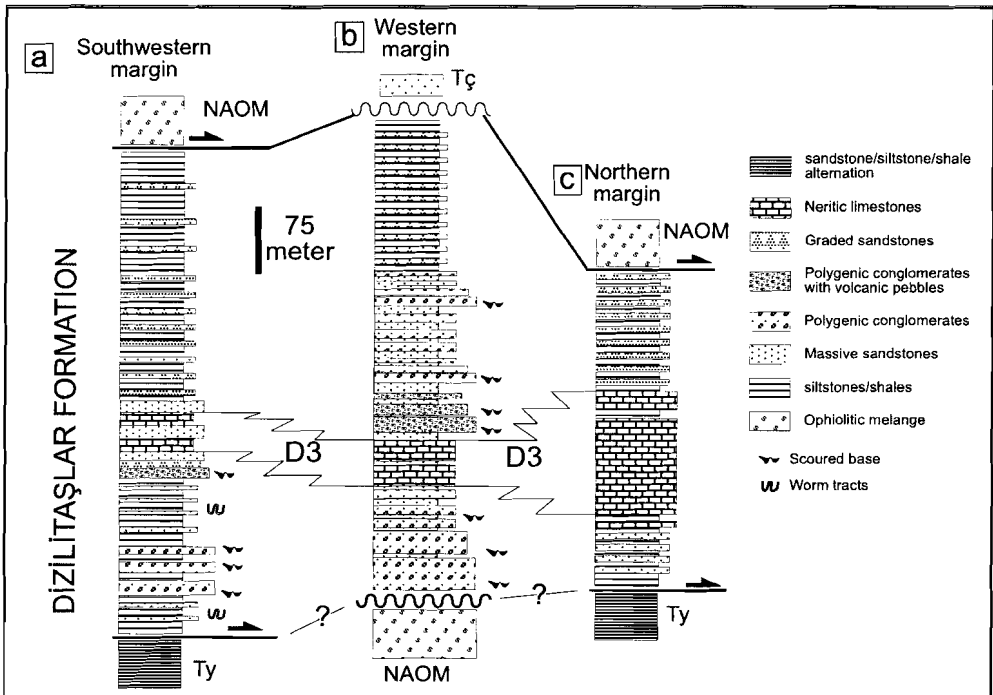 a
Southwestern
margin
NAOM
b
Western
margin
Tç
c
Northern
margin
NAOM
75
meter
DİZİLİTAŞLAR FORMATION
D3
D3
?
?
Ty
NAOM
Ty
sandstone/siltstone/shale
alternation
Neritic limestones
Graded sandstones
Polygenic conglomerates
with volcanic pebbles
Polygenic conglomerates
Massive sandstones
siltstones/shales
Ophiolitic melange
Scoured base
Worm tracts